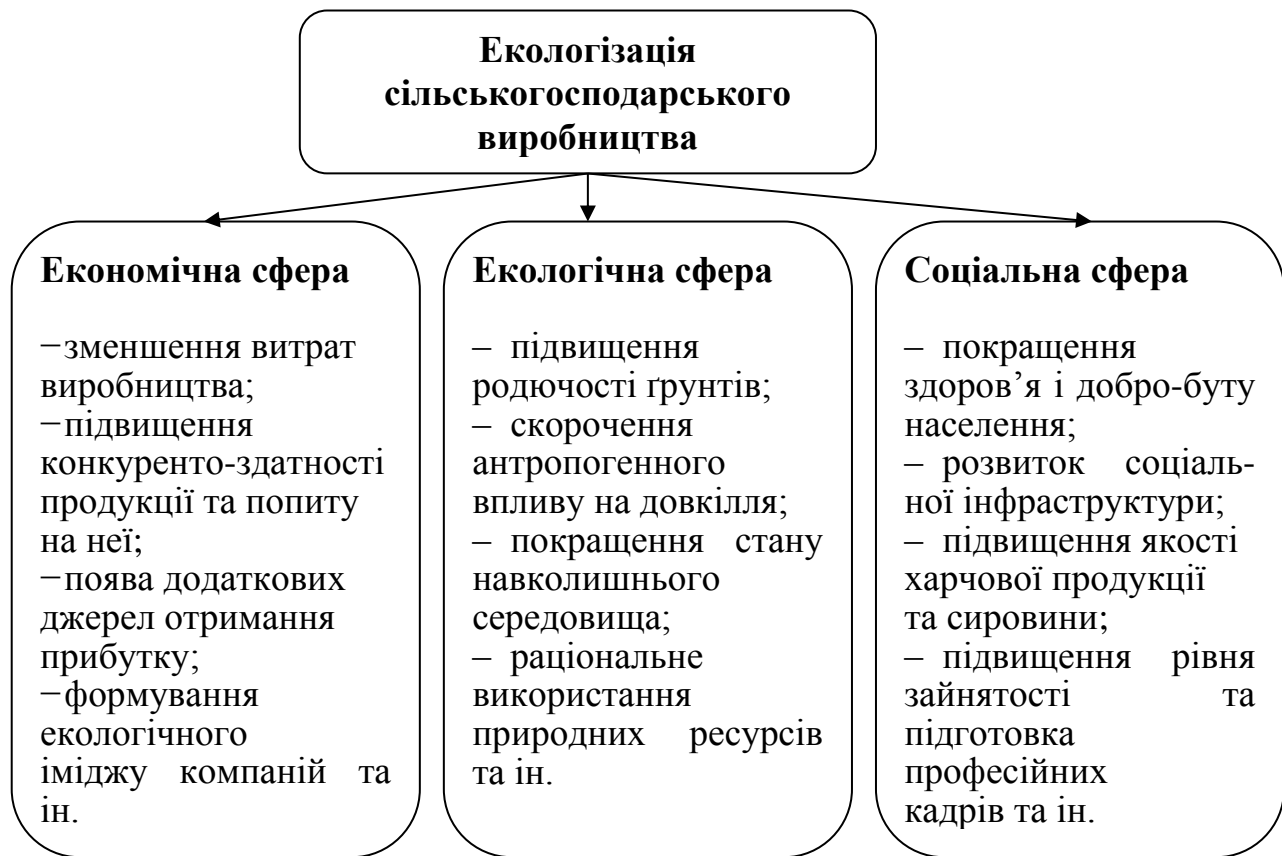 Екологізація
сільськогосподарського
виробництва
Економічна сфера
−зменшення витрат
виробництва;
−підвищення
конкуренто-здатності
продукції та попиту
на неї;
−поява додаткових
джерел отримання
прибутку;
−формування
екологічного
іміджу компаній та
ін.
Екологічна сфера
– підвищення
родючості ґрунтів;
– скорочення
антропогенного
впливу на довкілля;
– покращення стану
навколишнього
середовища;
– раціональне
використання
природних ресурсів
та ін.
Соціальна сфера
– покращення
здоров’я і добро-буту
населення;
– розвиток соціаль-
ної інфраструктури;
– підвищення якості
харчової продукції
та сировини;
– підвищення рівня
зайнятості та
підготовка
професійних
кадрів та ін.